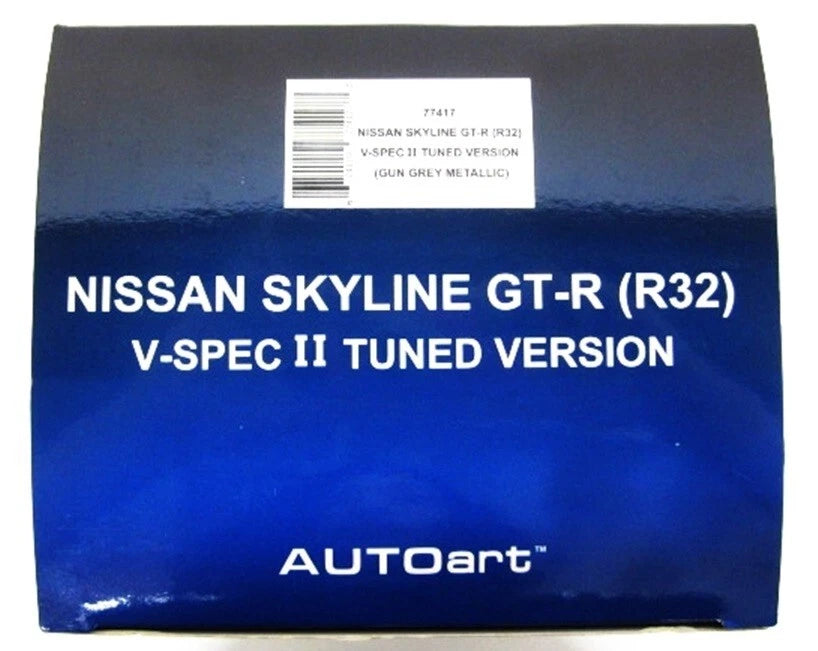 77417
NISSAN SKYLINE GT-R (R32)
V-SPEC II TUNED VERSION
(GUN GREY METALLIC)
NISSAN SKYLINE GT-R (R32)
V-SPEC II TUNED VERSION
AUTOart™